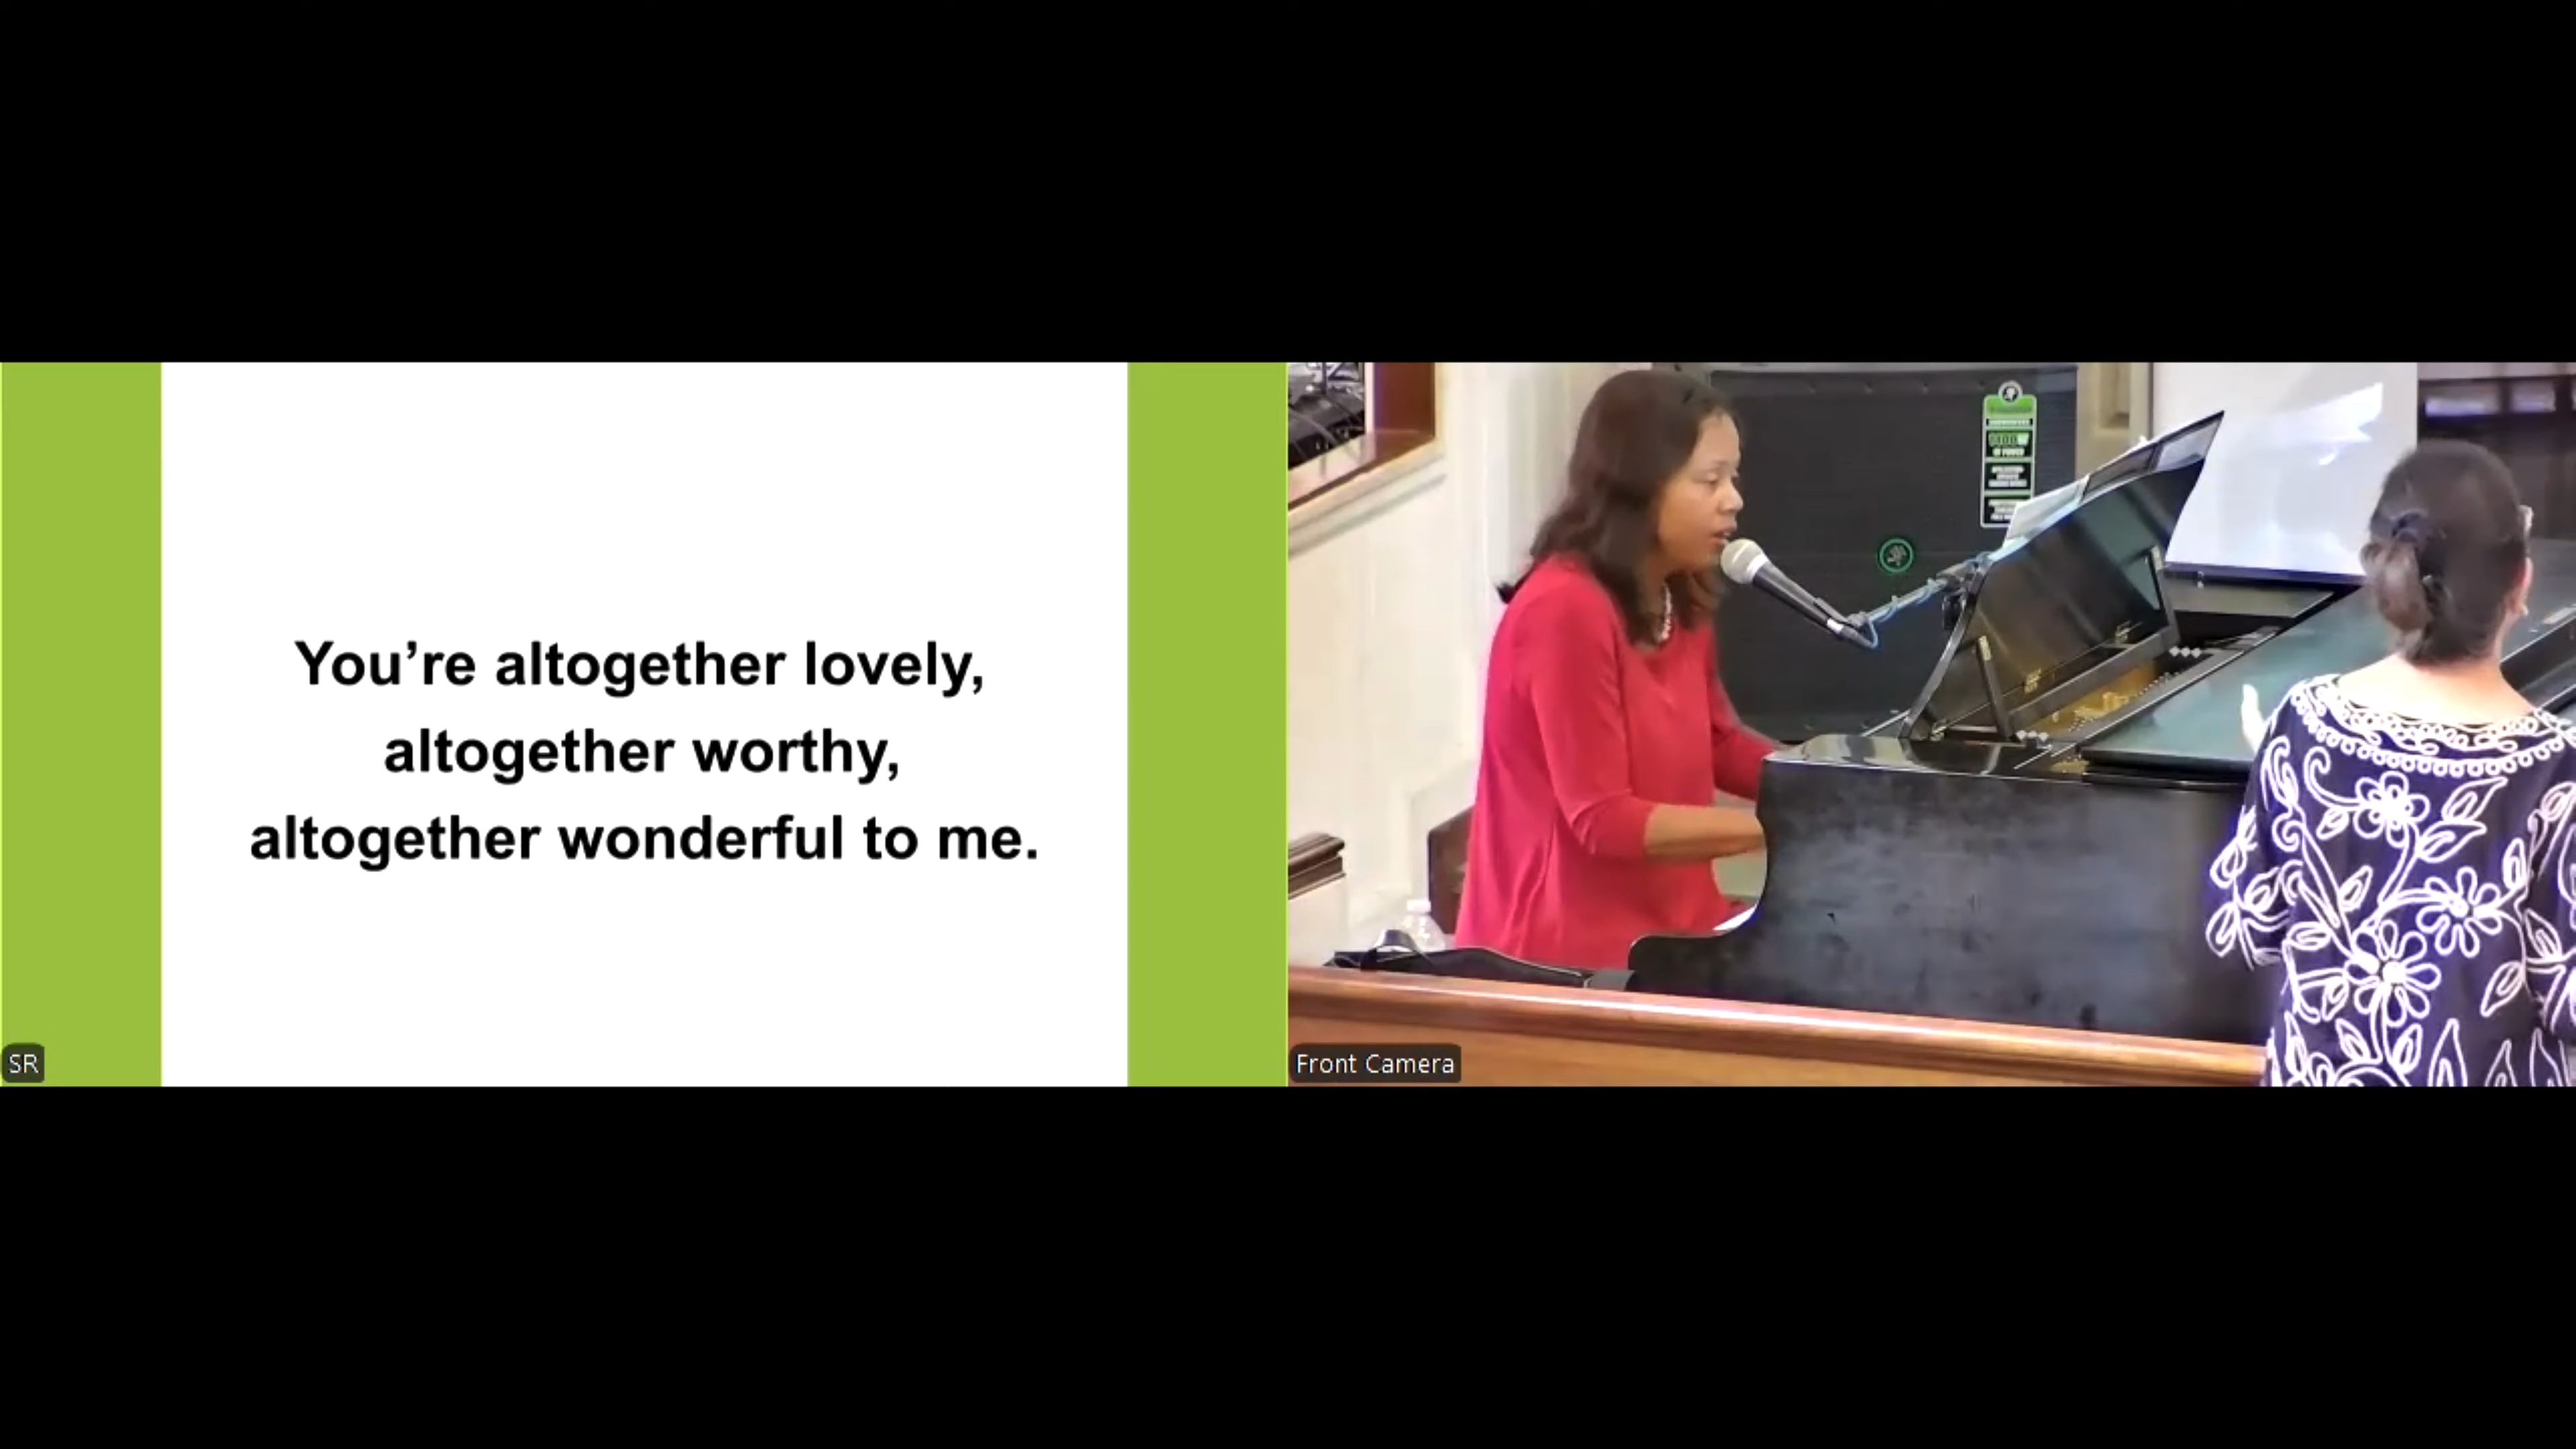 You’re altogether lovely,
altogether worthy,
altogether wonderful to me.
SR
Front Camera